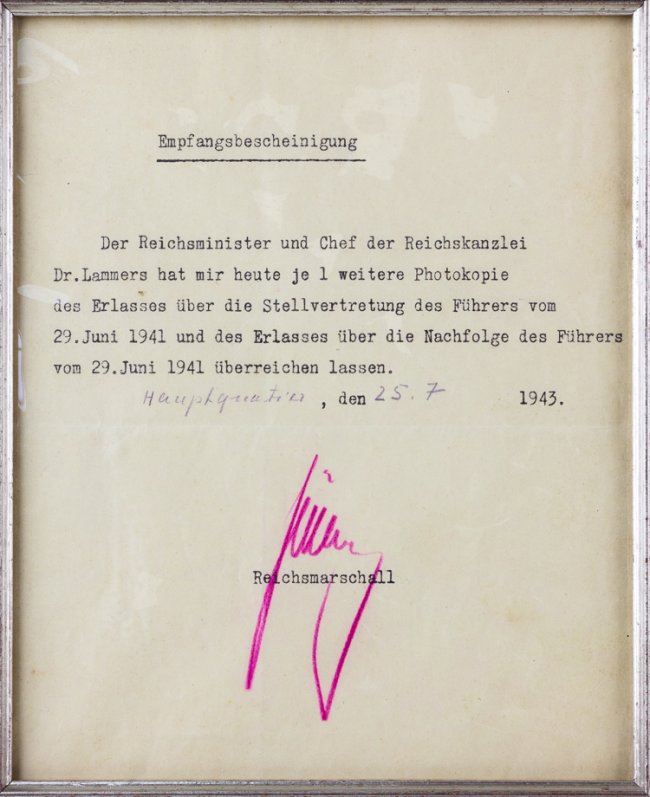 Empfangsbescheinigung
Der Reichsminister und Chef der Reichskanzlei
Dr.Lammers hat mir heute je 1 weitere Photokopie
des Erlasses über die Stellvertretung des Führers vom
29.Juni 1941 und des Erlasses über die Nachfolge des Führers
vom 29.Juni 1941 überreichen lassen.
Hauptquartier, den 25.7 1943.
Göring
Reichsmarschall